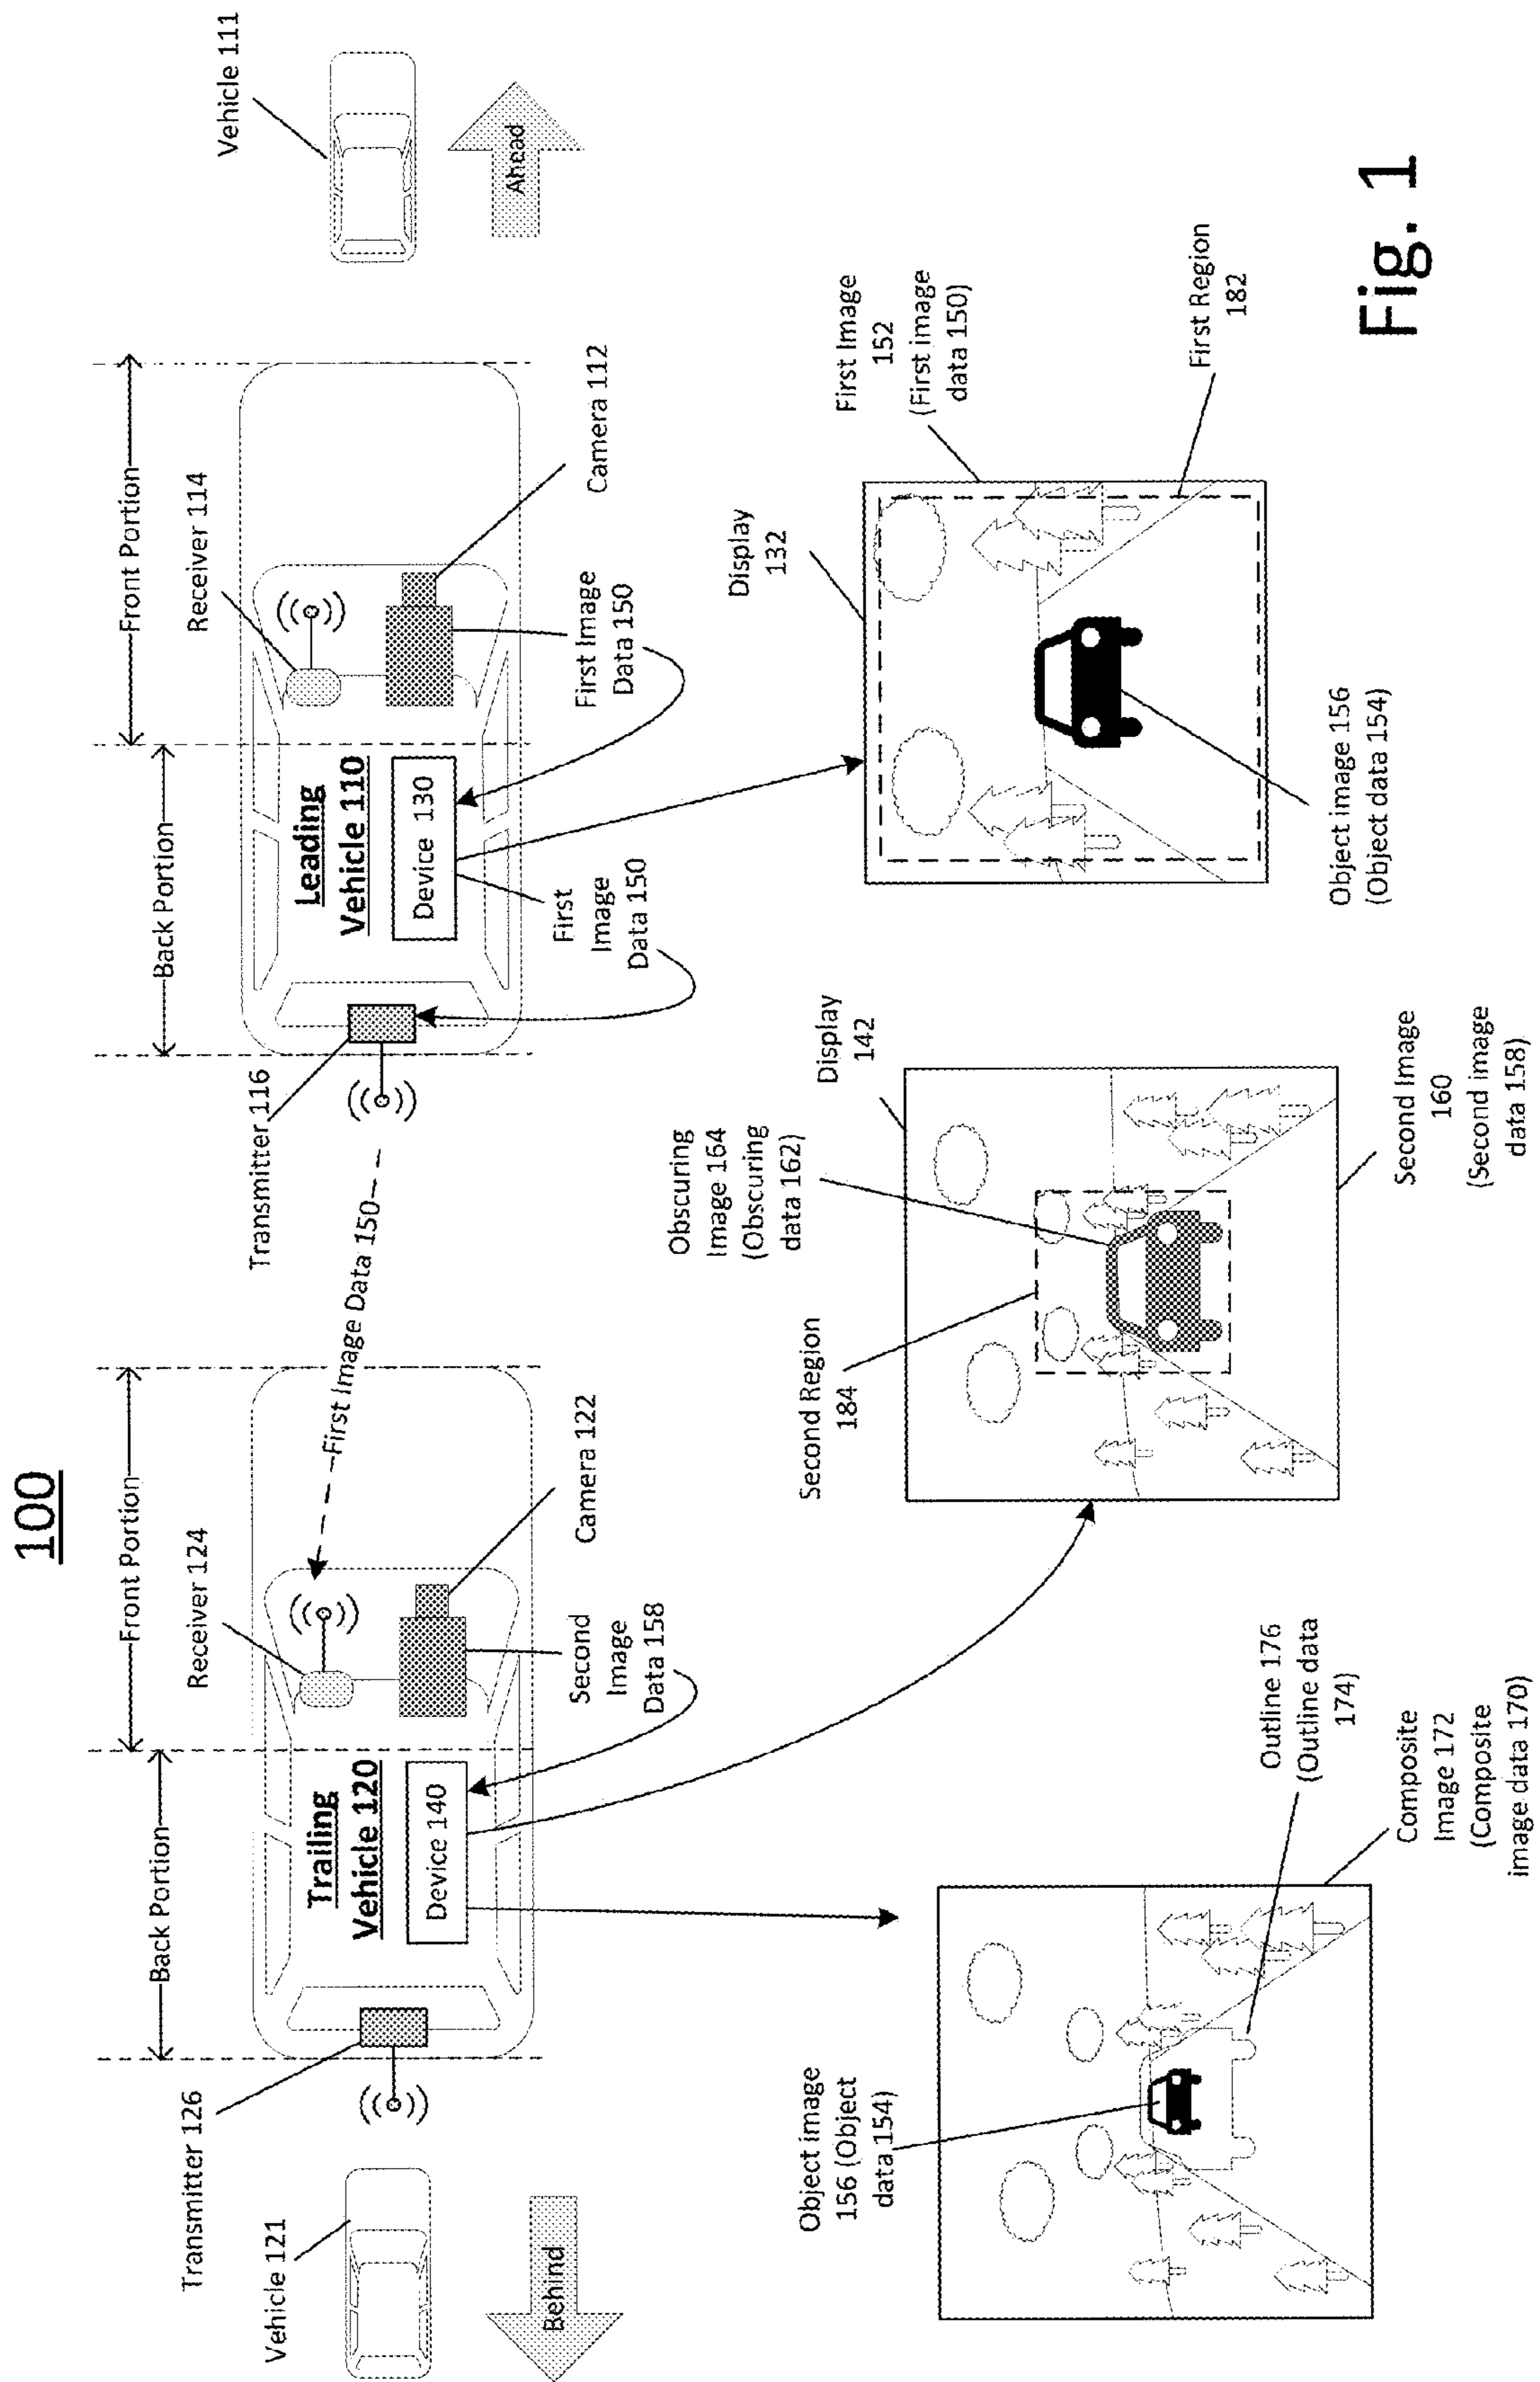 100
Back Portion
Front Portion
Back Portion
Front Portion
Vehicle 121
Behind
Transmitter 126
Receiver 124
Trailing
Vehicle 120
Device 140
Second
Image
Data 158
Camera 122
First Image Data 150
Transmitter 116
Receiver 114
Leading
Vehicle 110
Device 130
First
Image
Data 150
First Image
Data 150
Camera 112
Vehicle 111
Ahead
Object image
156 (Object
data 154)
Outline 176
(Outline data
174)
Composite
Image 172
(Composite
image data 170)
Second Region
184
Obscuring
Image 164
(Obscuring
data 162)
Display
142
Second Image
160
(Second image
data 158)
Display
132
First Image
152
(First image
data 150)
First Region
182
Object image 156
(Object data 154)
Fig. 1